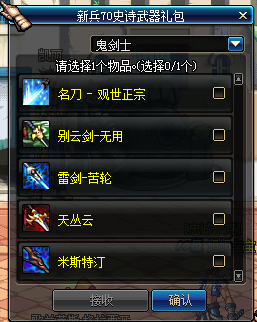 新兵70史诗武器礼包
鬼剑士
请选择1个物品。(选择0/1个)
名刀 - 观世正宗
别云剑-无用
雷剑-苦轮
天丛云
米斯特汀
接收
确认